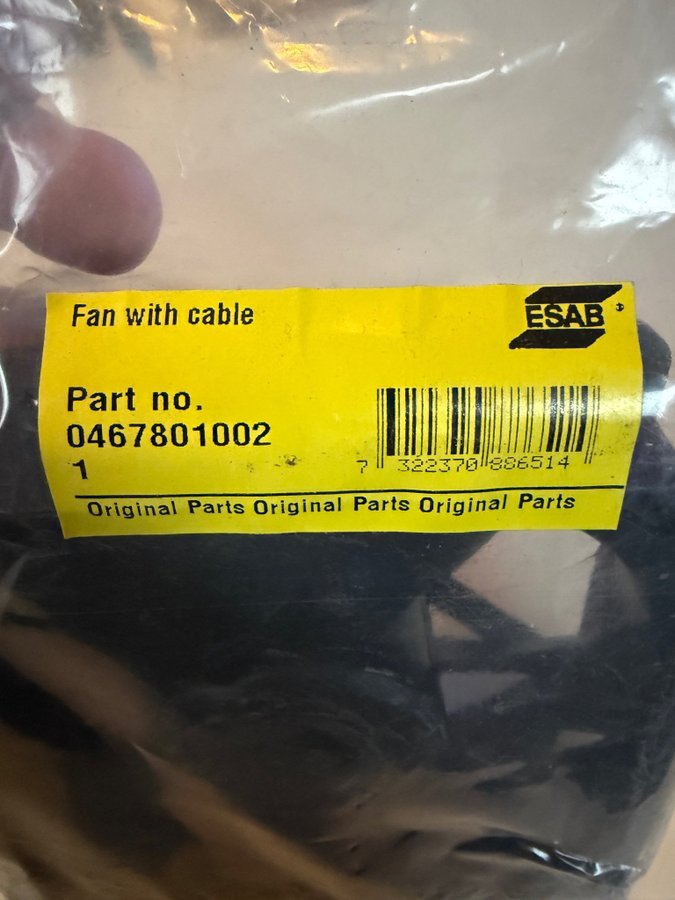 Fan with cable
ESAB
Part no.
0467801002
1
7 322370 886514
Original Parts Original Parts Original Parts